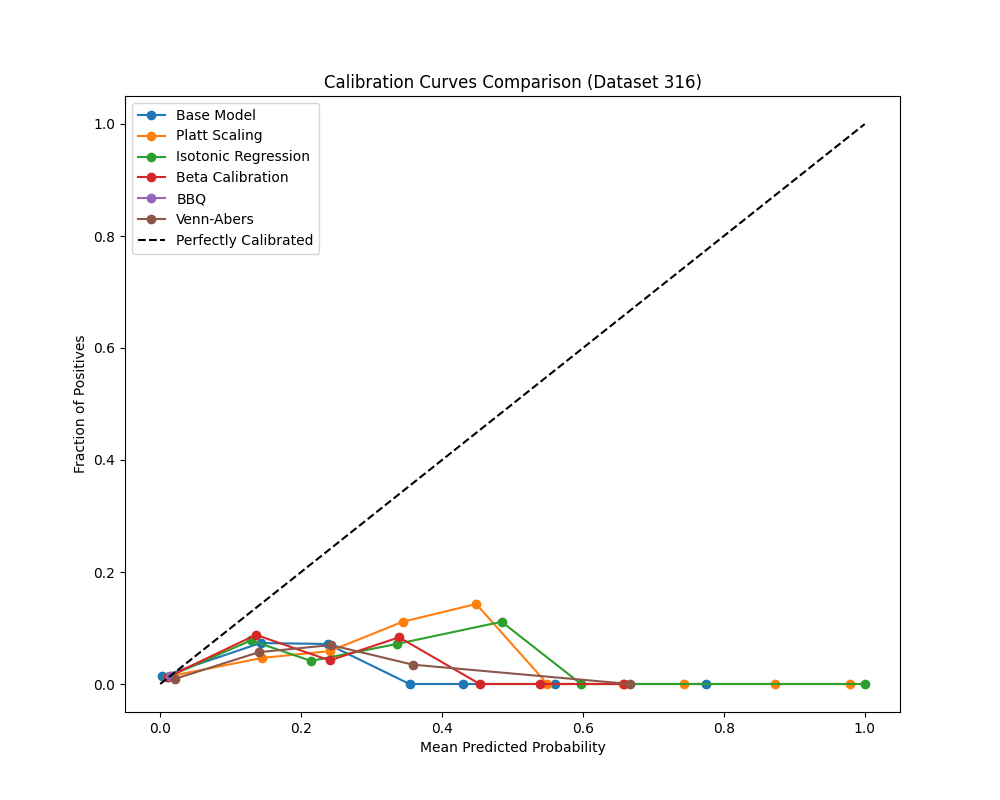 Calibration Curves Comparison (Dataset 316)
Base Model
Platt Scaling
Isotonic Regression
Beta Calibration
BBQ
Venn-Abers
Perfectly Calibrated
1.0
0.8
0.6
0.4
0.2
0.0
Fraction of Positives
0.0 0.2 0.4 0.6 0.8 1.0
Mean Predicted Probability